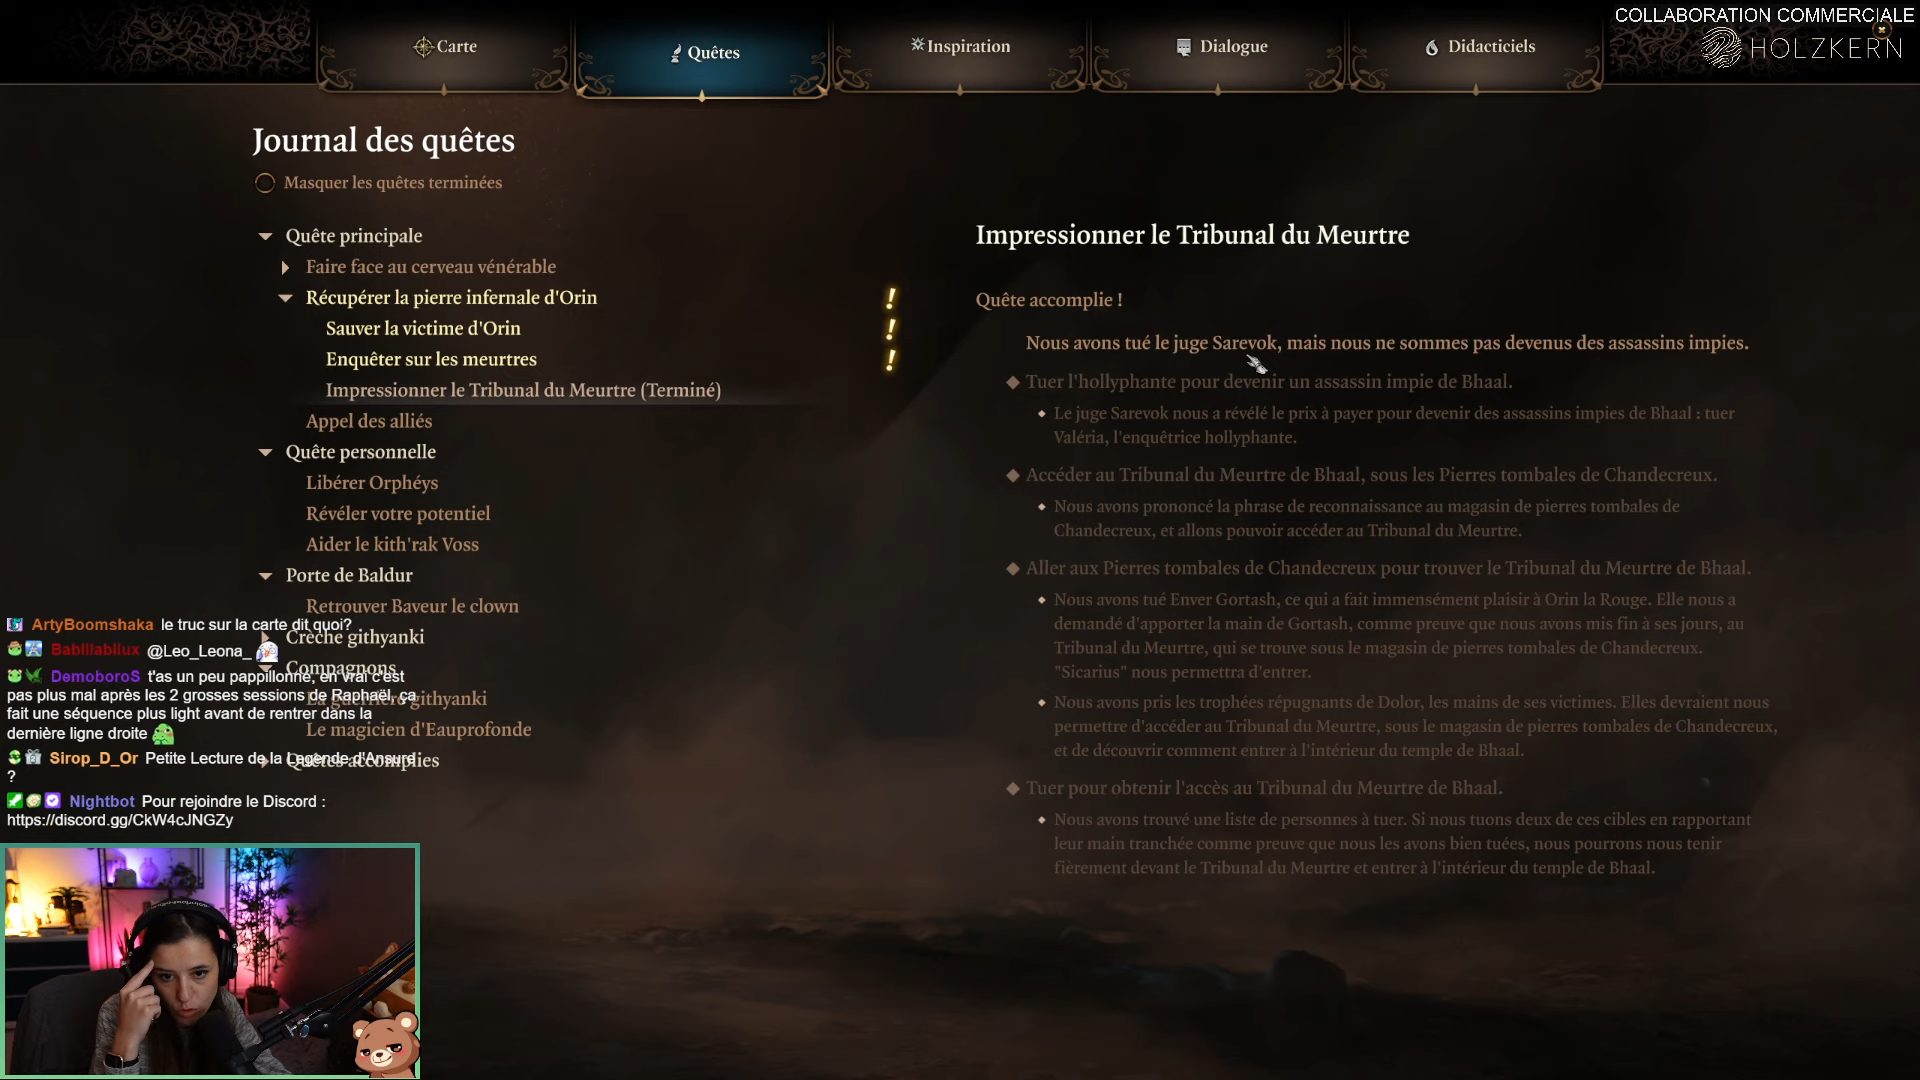 COLLABORATION COMMERCIALE
HOLZKERN
Carte
Quêtes
Inspiration
Dialogue
Didacticiels
Journal des quêtes
Masquer les quêtes terminées
Quête principale
Faire face au cerveau vénérable
Récupérer la pierre infernale d'Orin
Sauver la victime d'Orin
Enquêter sur les meurtres
Impressionner le Tribunal du Meurtre (Terminé)
Appel des alliés
Quête personnelle
Libérer Orphéys
Révéler votre potentiel
Aider le kith'rak Voss
Porte de Baldur
Retrouver Baveur le clown
Crèche githyanki
Compagnons
La guerrière githyanki
Le magicien d'Eauprofonde
Quêtes accomplies
! 
!
!
Impressionner le Tribunal du Meurtre
Quête accomplie !
Nous avons tué le juge Sarevok, mais nous ne sommes pas devenus des assassins impies.
Tuer l'hollyphante pour devenir un assassin impie de Bhaal.
Le juge Sarevok nous a révélé le prix à payer pour devenir des assassins impies de Bhaal : tuer
Valéria, l'enquêtrice hollyphante.
Accéder au Tribunal du Meurtre de Bhaal, sous les Pierres tombales de Chandecreux.
Nous avons prononcé la phrase de reconnaissance au magasin de pierres tombales de
Chandecreux, et allons pouvoir accéder au Tribunal du Meurtre.
Aller aux Pierres tombales de Chandecreux pour trouver le Tribunal du Meurtre de Bhaal.
Nous avons tué Enver Gortash, ce qui a fait immensément plaisir à Orin la Rouge. Elle nous a
demandé d'apporter la main de Gortash, comme preuve que nous avons mis fin à ses jours, au
Tribunal du Meurtre, qui se trouve sous le magasin de pierres tombales de Chandecreux.
"Sicarius" nous permettra d'entrer.
Nous avons pris les trophées répugnants de Dolor, les mains de ses victimes. Elles devraient nous
permettre d'accéder au Tribunal du Meurtre, sous le magasin de pierres tombales de Chandecreux,
et de découvrir comment entrer à l'intérieur du temple de Bhaal.
Tuer pour obtenir l'accès au Tribunal du Meurtre de Bhaal.
Nous avons trouvé une liste de personnes à tuer. Si nous tuons deux de ces cibles en rapportant
leur main tranchée comme preuve que nous les avons bien tuées, nous pourrons nous tenir
fièrement devant le Tribunal du Meurtre et entrer à l'intérieur du temple de Bhaal.
ArtyBoomshaka le truc sur la carte dit quoi?
@Leo_Leona_
DemoboroS t'as un peu pappillonné, en vrai c'est
pas plus mal après les 2 grosses sessions de Raphaël, ça
fait une séquence plus light avant de rentrer dans la
dernière ligne droite
Sirop_D_Or Petite Lecture de la Legende d'Ansure
?
Nightbot Pour rejoindre le Discord :
https://discord.gg/CkW4cJNGZy